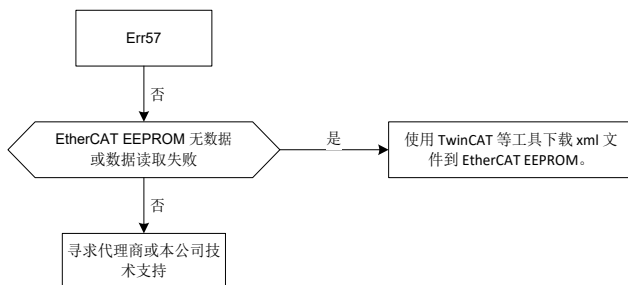 Err57
否
EtherCAT EEPROM 无数据
或数据读取失败
是
使用 TwinCAT 等工具下载 xml 文
件到 EtherCAT EEPROM。
否
寻求代理商或本公司技
术支持